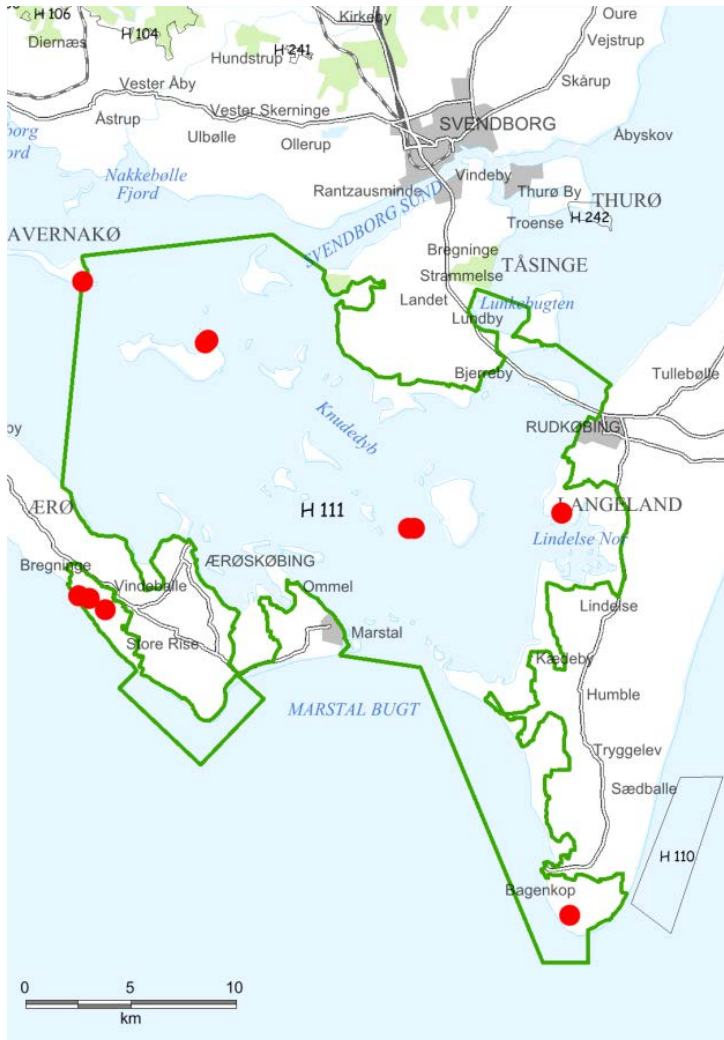 H 106
H 104
Diernæs
Kirkeby
Oure
Vejstrup
H 241
Hundstrup
Skårup
Vester Åby
Åstrup
Vester Skerninge
SVENDBORG
Ulbølle
Ollerup
Åbyskov
Nakkebølle
Fjord
Vindeby
Rantzausminde
Thurø By
THURØ
Troense
H 242
SVENDBORG SUND
AVERNAKØ
Bregninge
Strammelse
TÅSINGE
Landet
Lunkebugten
Lundby
Bjerreby
Tullebølle
Knudedyb
RUDKØBING
ÆRØ
H 111
LANGELAND
Lindelse Nor
Bregninge
ÆRØSKØBING
Vindeballe
Ommel
Lindelse
Store Rise
Marstal
Kædeby
Humble
MARSTAL BUGT
Tryggelev
Sædballe
H 110
Bagenkop
0 5 10
km